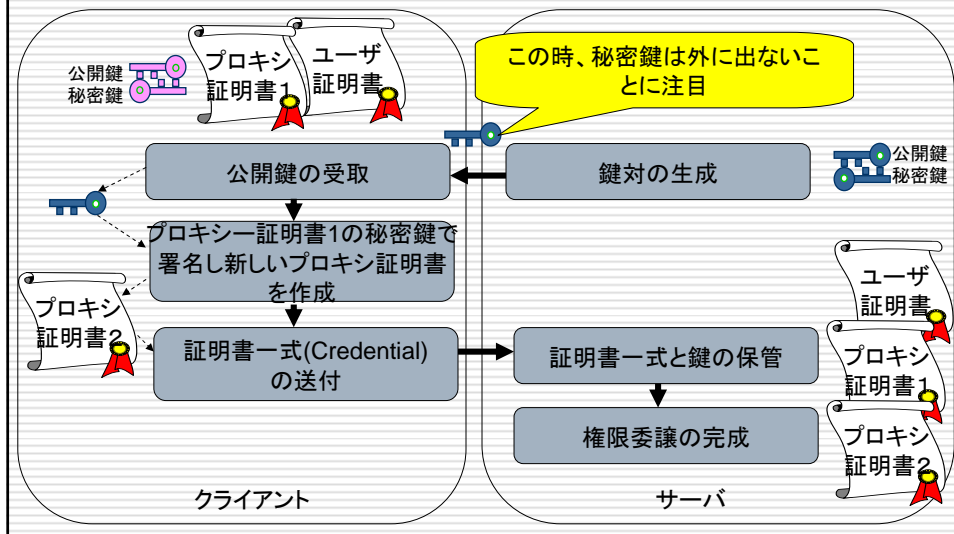 プロキシ
証明書1
ユーザ
証明書
公開鍵
秘密鍵
この時、秘密鍵は外に出ないこ
とに注目
公開鍵の受取
鍵対の生成
公開鍵
秘密鍵
プロキシー証明書1の秘密鍵で
署名し新しいプロキシ証明書
を作成
プロキシ
証明書2
証明書一式(Credential)
の送付
証明書一式と鍵の保管
権限委譲の完成
ユーザ
証明書
プロキシ
証明書1
プロキシ
証明書2
クライアント
サーバ